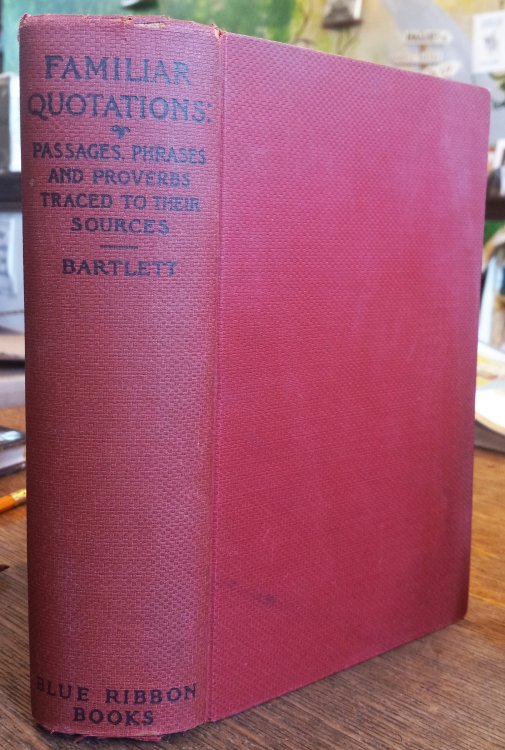 FAMILIAR
QUOTATIONS:
PASSAGES, PHRASES
AND PROVERBS
TRACED TO THEIR
SOURCES
BARTLETT
BLUE RIBBON
BOOKS